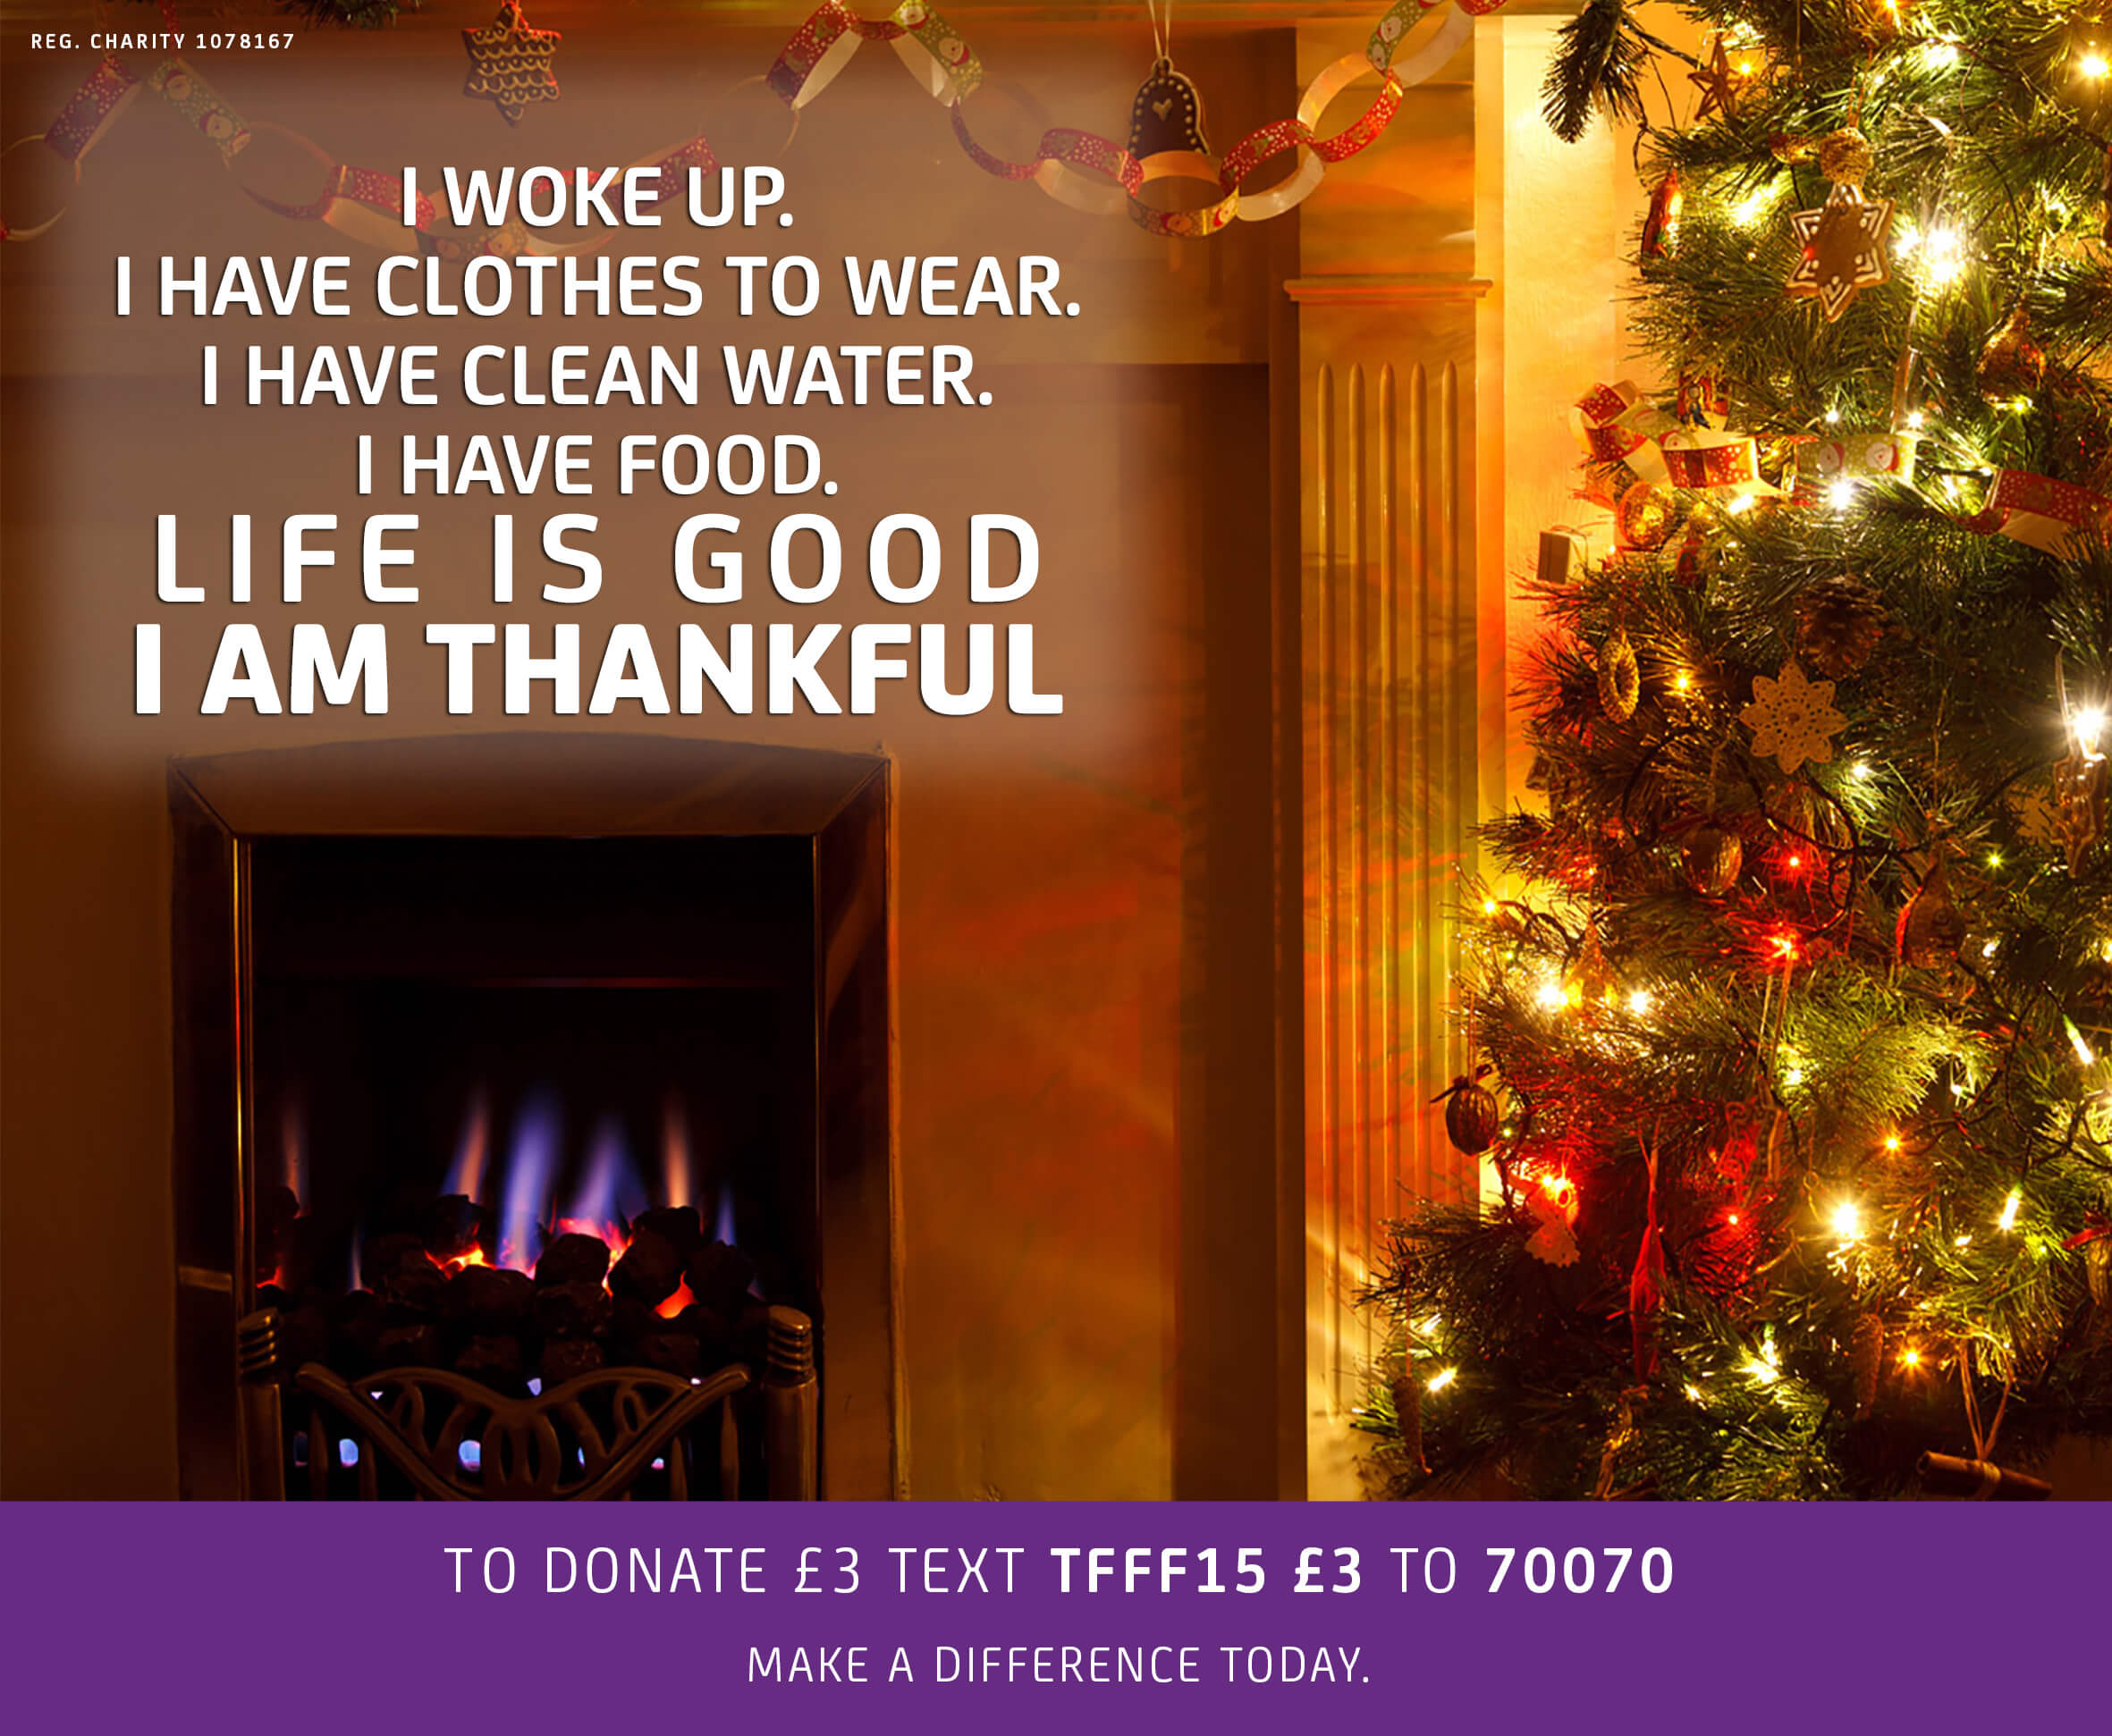 REG. CHARITY 1078167
I WOKE UP.
I HAVE CLOTHES TO WEAR.
I HAVE CLEAN WATER.
I HAVE FOOD.
LIFE IS GOOD
I AM THANKFUL
TO DONATE £3 TEXT TFFF15 £3 TO 70070
MAKE A DIFFERENCE TODAY.